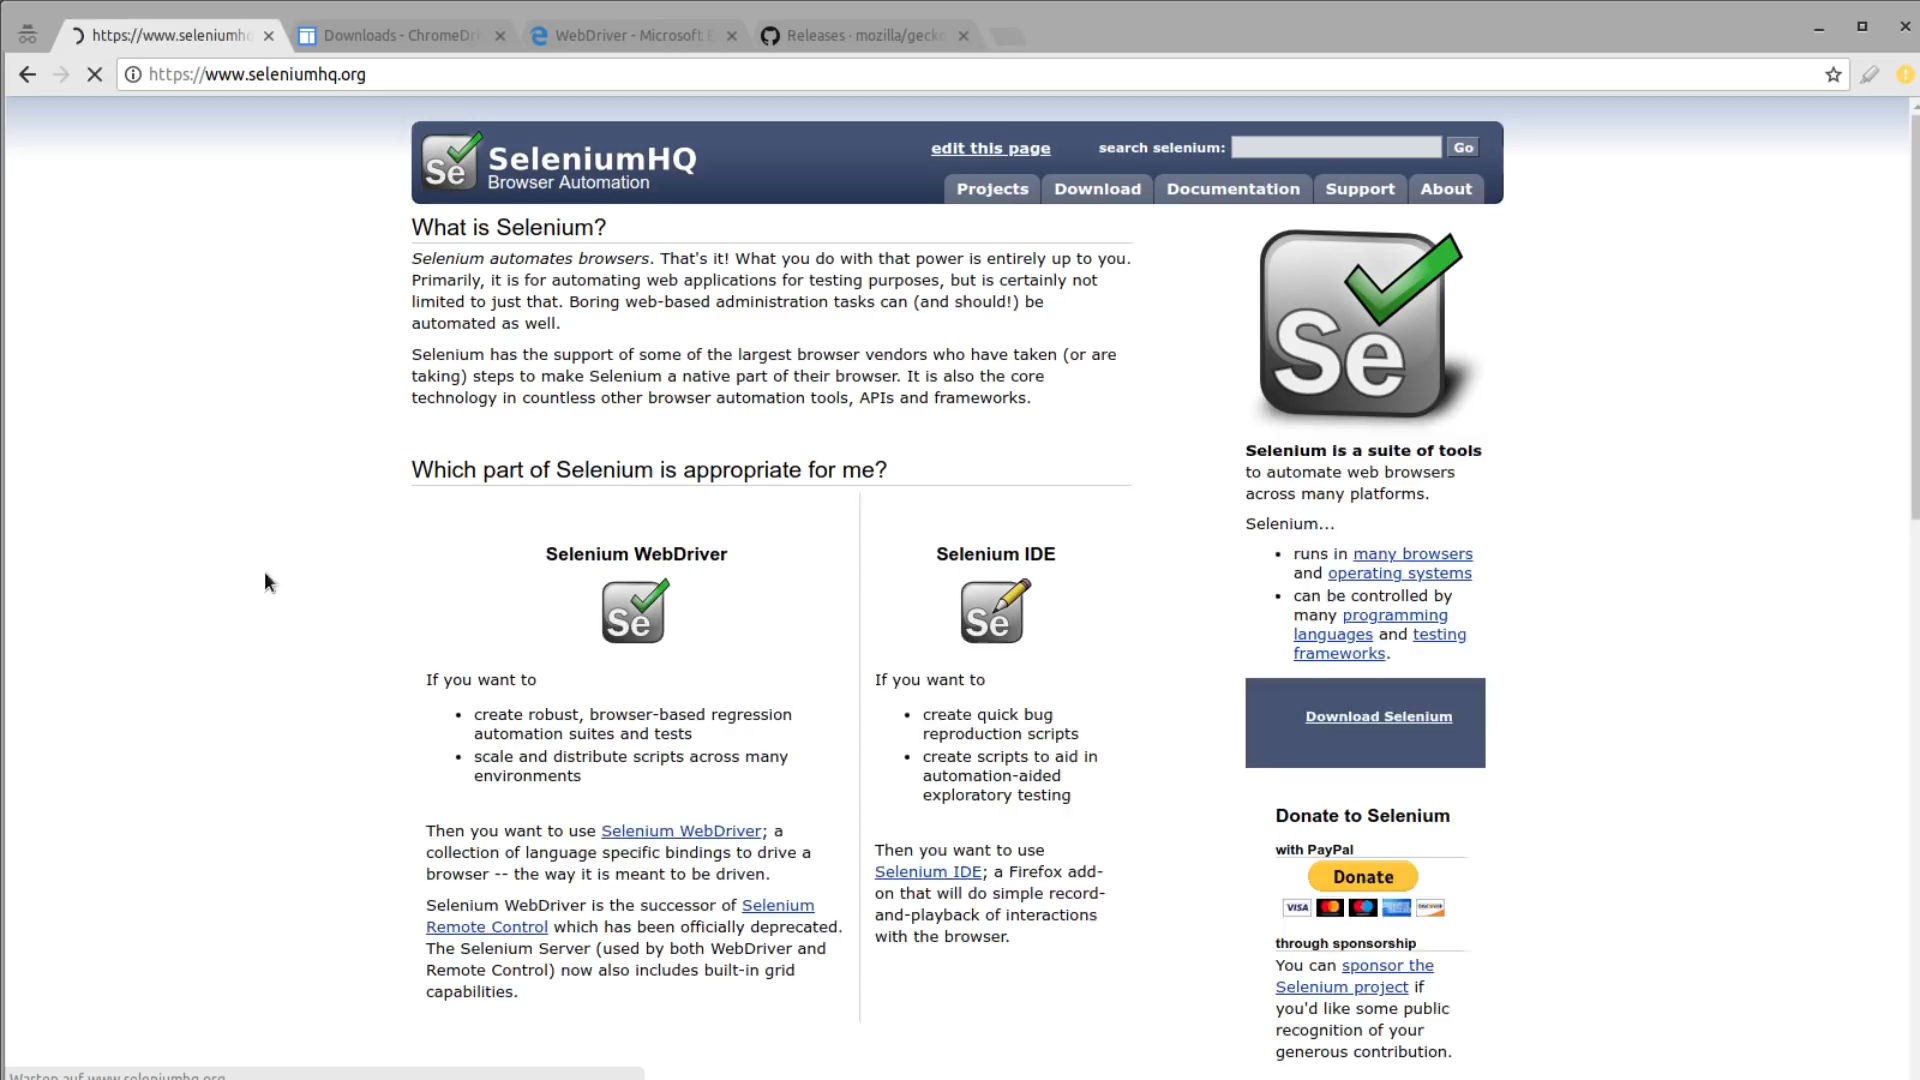 https://www.seleniumhq
Downloads - ChromeDri
WebDriver - Microsoft E
Releases · mozilla/gecko
https://www.seleniumhq.org
Se
SeleniumHQ
Browser Automation
edit this page
search selenium:
Go
Projects
Download
Documentation
Support
About
What is Selenium?
Selenium automates browsers. That's it! What you do with that power is entirely up to you.
Primarily, it is for automating web applications for testing purposes, but is certainly not
limited to just that. Boring web-based administration tasks can (and should!) be
automated as well.
Selenium has the support of some of the largest browser vendors who have taken (or are
taking) steps to make Selenium a native part of their browser. It is also the core
technology in countless other browser automation tools, APIs and frameworks.
Which part of Selenium is appropriate for me?
Selenium WebDriver
Se
If you want to
• create robust, browser-based regression
automation suites and tests
• scale and distribute scripts across many
environments
Then you want to use Selenium WebDriver; a
collection of language specific bindings to drive a
browser -- the way it is meant to be driven.
Selenium WebDriver is the successor of Selenium
Remote Control which has been officially deprecated.
The Selenium Server (used by both WebDriver and
Remote Control) now also includes built-in grid
capabilities.
Selenium IDE
Se
If you want to
• create quick bug
reproduction scripts
• create scripts to aid in
automation-aided
exploratory testing
Then you want to use
Selenium IDE; a Firefox add-
on that will do simple record-
and-playback of interactions
with the browser.
Se
Selenium is a suite of tools
to automate web browsers
across many platforms.
Selenium...
• runs in many browsers
and operating systems
• can be controlled by
many programming
languages and testing
frameworks.
Download Selenium
Donate to Selenium
with PayPal
Donate
VISA
DISCOVER
through sponsorship
You can sponsor the
Selenium project if
you'd like some public
recognition of your
generous contribution.
Warten auf www.seleniumhq.org